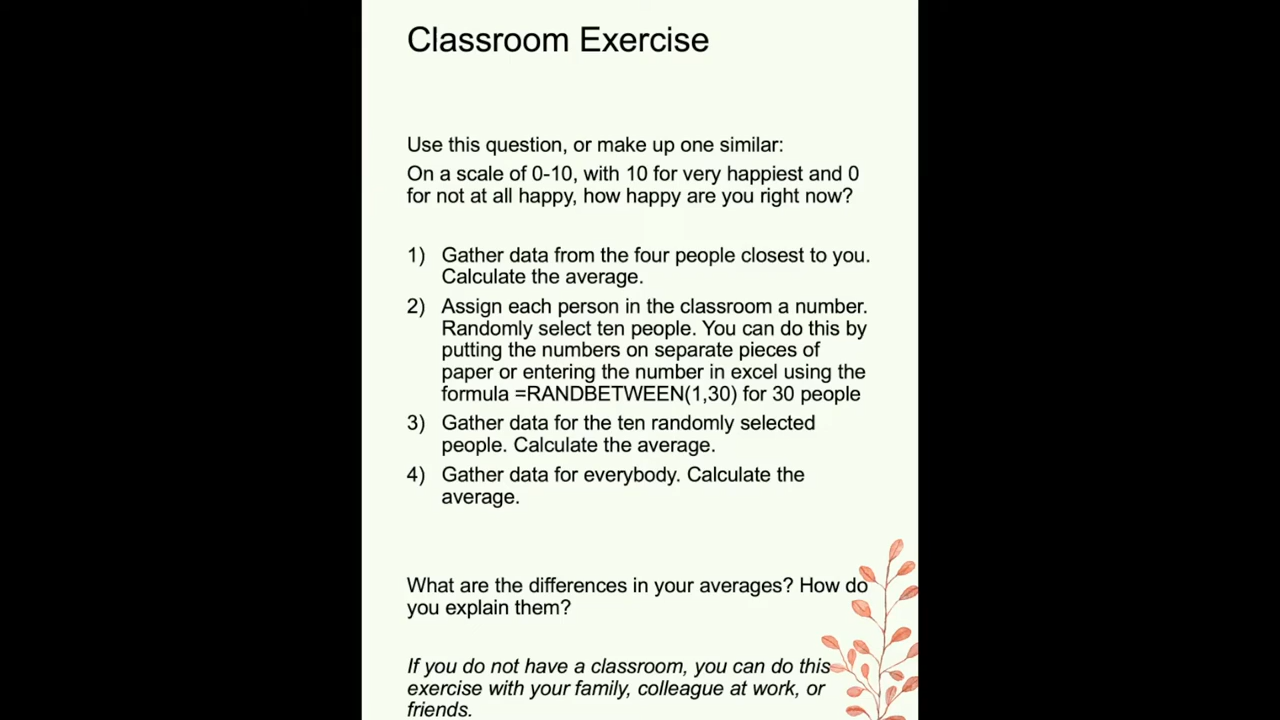 Classroom Exercise
Use this question, or make up one similar:
On a scale of 0-10, with 10 for very happiest and 0
for not at all happy, how happy are you right now?
1) Gather data from the four people closest to you.
Calculate the average.
2) Assign each person in the classroom a number.
Randomly select ten people. You can do this by
putting the numbers on separate pieces of
paper or entering the number in excel using the
formula =RANDBETWEEN(1,30) for 30 people
3) Gather data for the ten randomly selected
people. Calculate the average.
4) Gather data for everybody. Calculate the
average.
What are the differences in your averages? How do
you explain them?
If you do not have a classroom, you can do this
exercise with your family, colleague at work, or
friends.